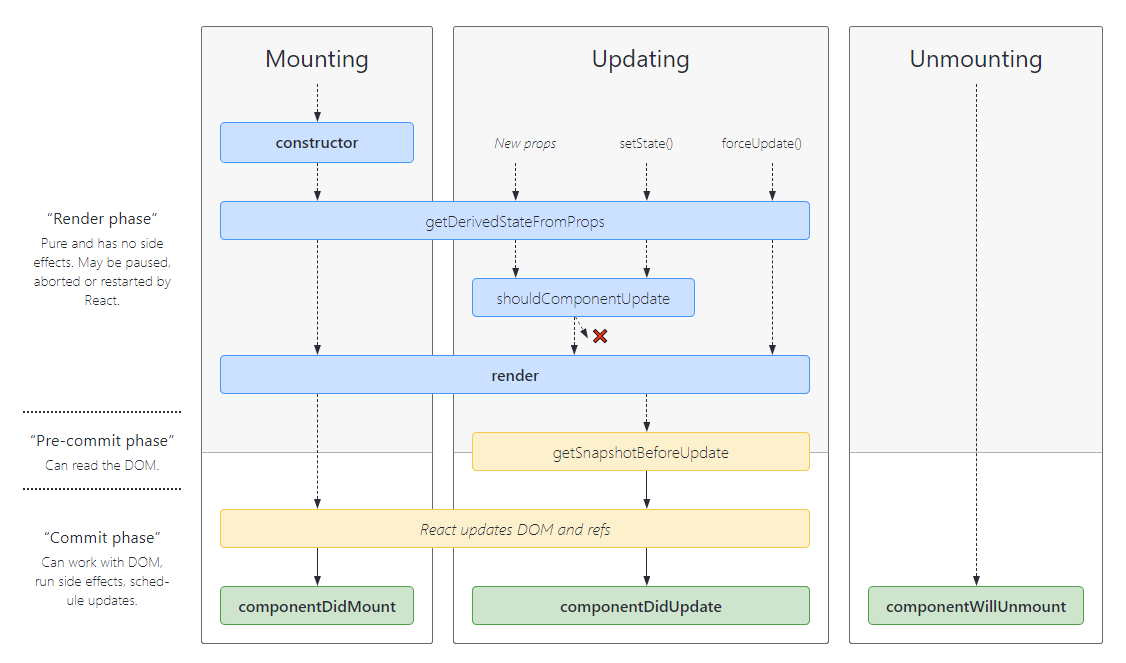 Mounting
Updating
Unmounting
constructor
New props
setState()
forceUpdate()
“Render phase”
Pure and has no side
effects. May be paused,
aborted or restarted by
React.
getDerivedStateFromProps
shouldComponentUpdate
render
“Pre-commit phase”
Can read the DOM.
getSnapshotBeforeUpdate
“Commit phase”
Can work with DOM,
run side effects, sched-
ule updates.
React updates DOM and refs
componentDidMount
componentDidUpdate
componentWillUnmount